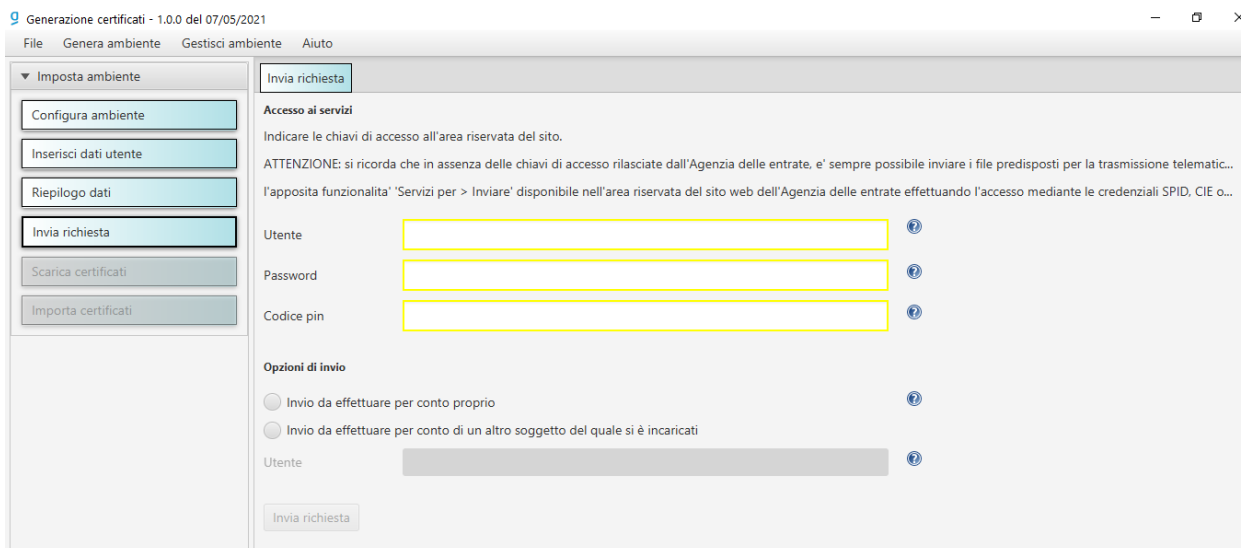 Generazione certificati - 1.0.0 del 07/05/2021
File Genera ambiente Gestisci ambiente Aiuto
Imposta ambiente
Configura ambiente
Inserisci dati utente
Riepilogo dati
Invia richiesta
Scarica certificati
Importa certificati
Invia richiesta
Accesso ai servizi
Indicare le chiavi di accesso all'area riservata del sito.
ATTENZIONE: si ricorda che in assenza delle chiavi di accesso rilasciate dall'Agenzia delle entrate, e' sempre possibile inviare i file predisposti per la trasmissione telematic...
l'apposita funzionalita' 'Servizi per > Inviare' disponibile nell'area riservata del sito web dell'Agenzia delle entrate effettuando l'accesso mediante le credenziali SPID, CIE o...
Utente
Password
Codice pin
Opzioni di invio
Invio da effettuare per conto proprio
Invio da effettuare per conto di un altro soggetto del quale si è incaricati
Utente
Invia richiesta